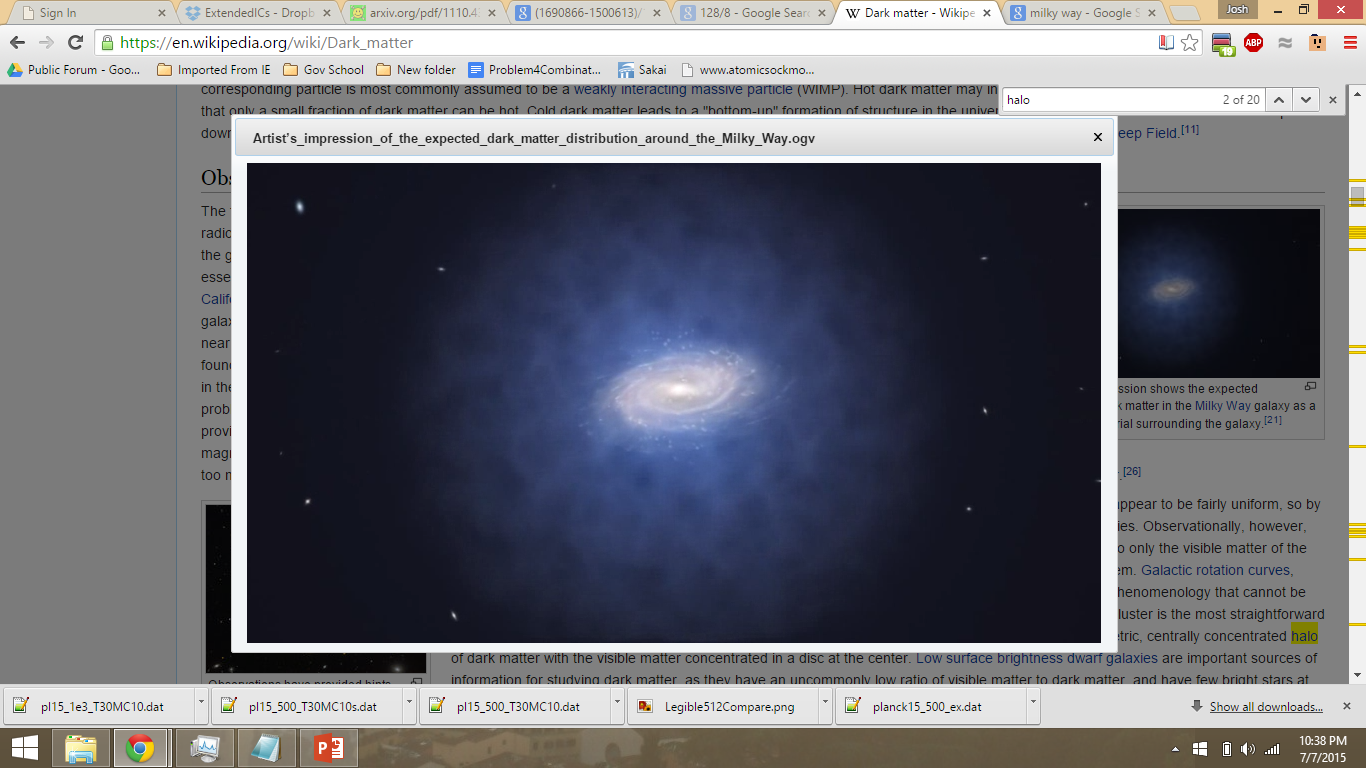 Sign In
ExtendedICs - Dropb
arxiv.org/pdf/1110.4
(1690866-1500613)/
128/8 - Google Sear
Dark matter - Wikipe
milky way - Google S
Josh
https://en.wikipedia.org/wiki/Dark_matter
19
ABP
Public Forum - Goo...
Imported From IE
Gov School
New folder
Problem4Combinat...
Sakai
www.atomicsockmo...
halo
2 of 20
corresponding particle is most commonly assumed to be a weakly interacting massive particle (WIMP). Hot dark matter may in
that only a small fraction of dark matter can be hot. Cold dark matter leads to a "bottom-up" formation of structure in the univer
down
eep Field.[11]
Artist's_impression_of_the_expected_dark_matter_distribution_around_the_Milky_Way.ogv
Obs
The
radio
the g
esse
Califo
galax
near
foun
in the
prob
provi
magn
too m
ssion shows the expected
k matter in the Milky Way galaxy as a
rial surrounding the galaxy.[21]
.[26]
appear to be fairly uniform, so by
ies. Observationally, however,
o only the visible matter of the
em. Galactic rotation curves,
henomenology that cannot be
luster is the most straightforward
etric, centrally concentrated halo
of dark matter with the visible matter concentrated in a disc at the center. Low surface brightness dwarf galaxies are important sources of
information for studying dark matter, as they have an uncommonly low ratio of visible matter to dark matter, and have few bright stars at
Observations have provided hints
pl15_1e3_T30MC10.dat
pl15_500_T30MC10s.dat
pl15_500_T30MC10.dat
Legible512Compare.png
planck15_500_ex.dat
Show all downloads...
10:38 PM
7/7/2015